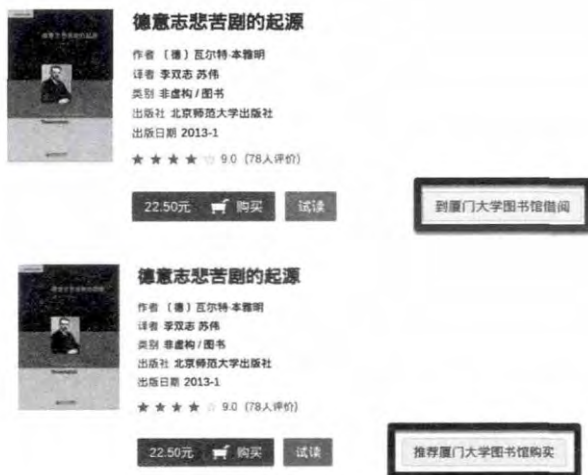 德意志悲苦剧的起源
作者 (德) 瓦尔特·本雅明
译者 李双志 苏伟
类别 非虚构 / 图书
出版社 北京师范大学出版社
出版日期 2013-1
★ ★ ★ ★ ☆ 9.0 (78人评价)
22.50元 购买 试读 到厦门大学图书馆借阅
德意志悲苦剧的起源
作者 (德) 瓦尔特·本雅明
译者 李双志 苏伟
类别 非虚构 / 图书
出版社 北京师范大学出版社
出版日期 2013-1
★ ★ ★ ★ ☆ 9.0 (78人评价)
22.50元 购买 试读 推荐厦门大学图书馆购买